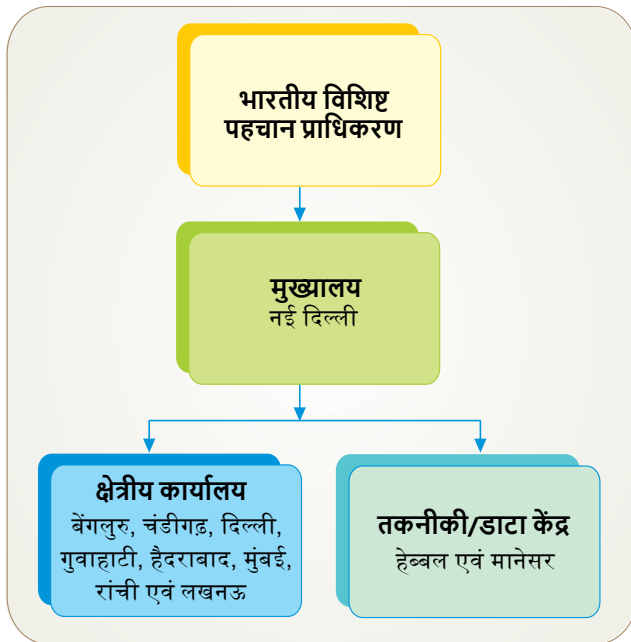 भारतीय विशिष्ट
पहचान प्राधिकरण
मुख्यालय
नई दिल्ली
क्षेत्रीय कार्यालय
बेंगलुरु, चंडीगढ़, दिल्ली,
गुवाहाटी, हैदराबाद, मुंबई,
रांची एवं लखनऊ
तकनीकी/डाटा केंद्र
हेब्बल एवं मानेसर